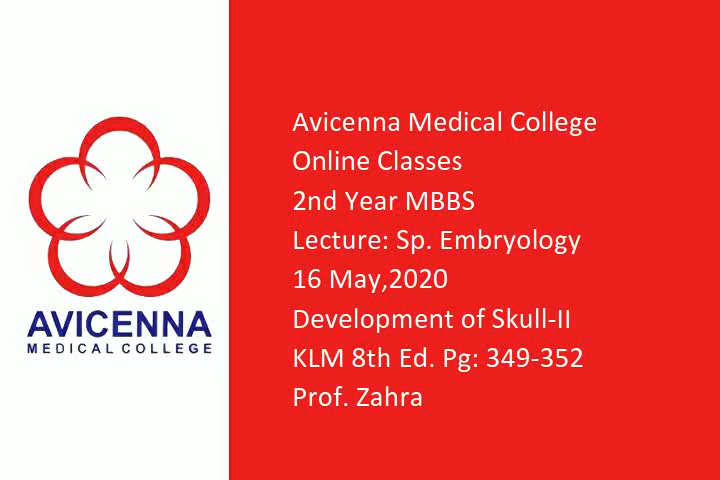 AVICENNA
MEDICAL COLLEGE
Avicenna Medical College
Online Classes
2nd Year MBBS
Lecture: Sp. Embryology
16 May,2020
Development of Skull-II
KLM 8th Ed. Pg: 349-352
Prof. Zahra